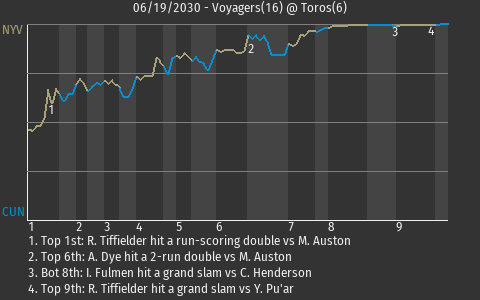 06/19/2030 - Voyagers(16) @ Toros(6)
NYV
3
4
2
1
CUN
1 2 3 4 5 6 7 8 9
1. Top 1st: R. Tiffielder hit a run-scoring double vs M. Auston
2. Top 6th: A. Dye hit a 2-run double vs M. Auston
3. Bot 8th: I. Fulmen hit a grand slam vs C. Henderson
4. Top 9th: R. Tiffielder hit a grand slam vs Y. Pu'ar